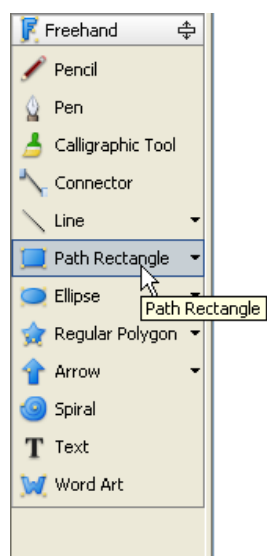 Freehand
Pencil
Pen
Calligraphic Tool
Connector
Line
Path Rectangle
Ellipse
Path Rectangle
Regular Polygon
Arrow
Spiral
Text
Word Art